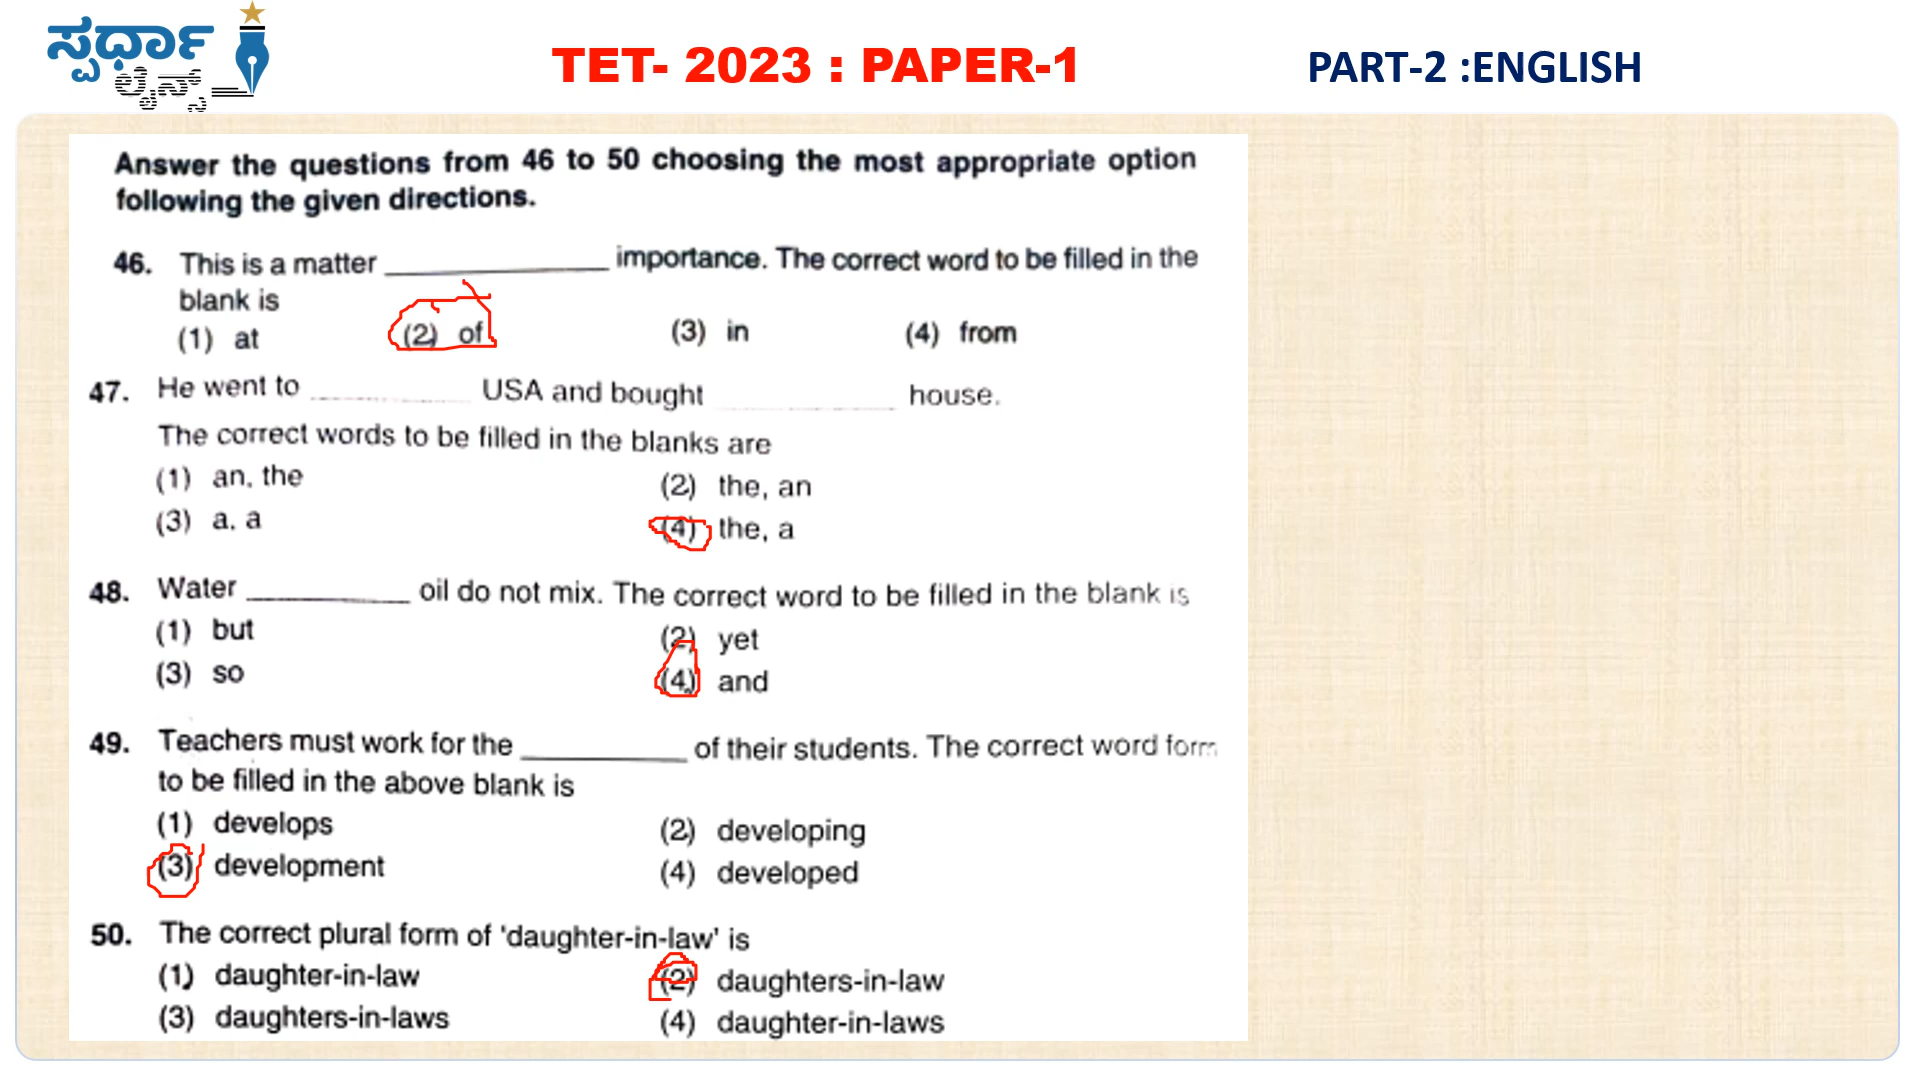 ಸ್ಪರ್ಧಾ
ಲೈನ್ಸ್
TET- 2023 : PAPER-1
PART-2 :ENGLISH
Answer the questions from 46 to 50 choosing the most appropriate option
following the given directions.
46. This is a matter ____________ importance. The correct word to be filled in the
blank is
(1) at (2) of (3) in (4) from
47. He went to ____________ USA and bought ____________ house.
The correct words to be filled in the blanks are
(1) an, the (2) the, an
(3) a, a (4) the, a
48. Water ____________ oil do not mix. The correct word to be filled in the blank is
(1) but (2) yet
(3) so (4) and
49. Teachers must work for the ____________ of their students. The correct word form
to be filled in the above blank is
(1) develops (2) developing
(3) development (4) developed
50. The correct plural form of 'daughter-in-law' is
(1) daughter-in-law (2) daughters-in-law
(3) daughters-in-laws (4) daughter-in-laws